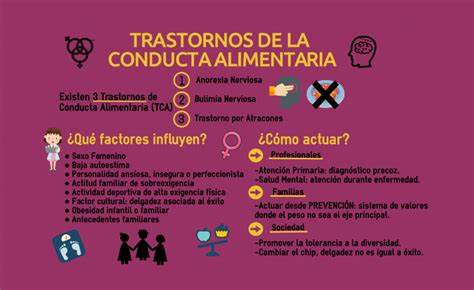 TRASTORNOS DE LA
CONDUCTA ALIMENTARIA
Existen 3 Trastornos de
Conducta Alimentaria (TCA)
1 Anorexia Nerviosa
2 Bulimia Nerviosa
3 Trastorno por Atracones
¿Qué factores influyen?
● Sexo Femenino
● Baja autoestima
● Personalidad ansiosa, insegura o perfeccionista
● Actitud familiar de sobreexigencia
● Actividad deportiva de alta exigencia física
● Factor cultural: delgadez asociada al éxito
● Obesidad infantil o familiar
● Antecedentes familiares
¿Cómo actuar?
Profesionales
-Atención Primaria: diagnóstico precoz.
-Salud Mental: atención durante enfermedad.
Familias
-Actuar desde PREVENCIÓN: sistema de valores
donde el peso no sea el eje principal.
Sociedad
-Promover la tolerancia a la diversidad.
-Cambiar el chip, delgadez no es igual a éxito.